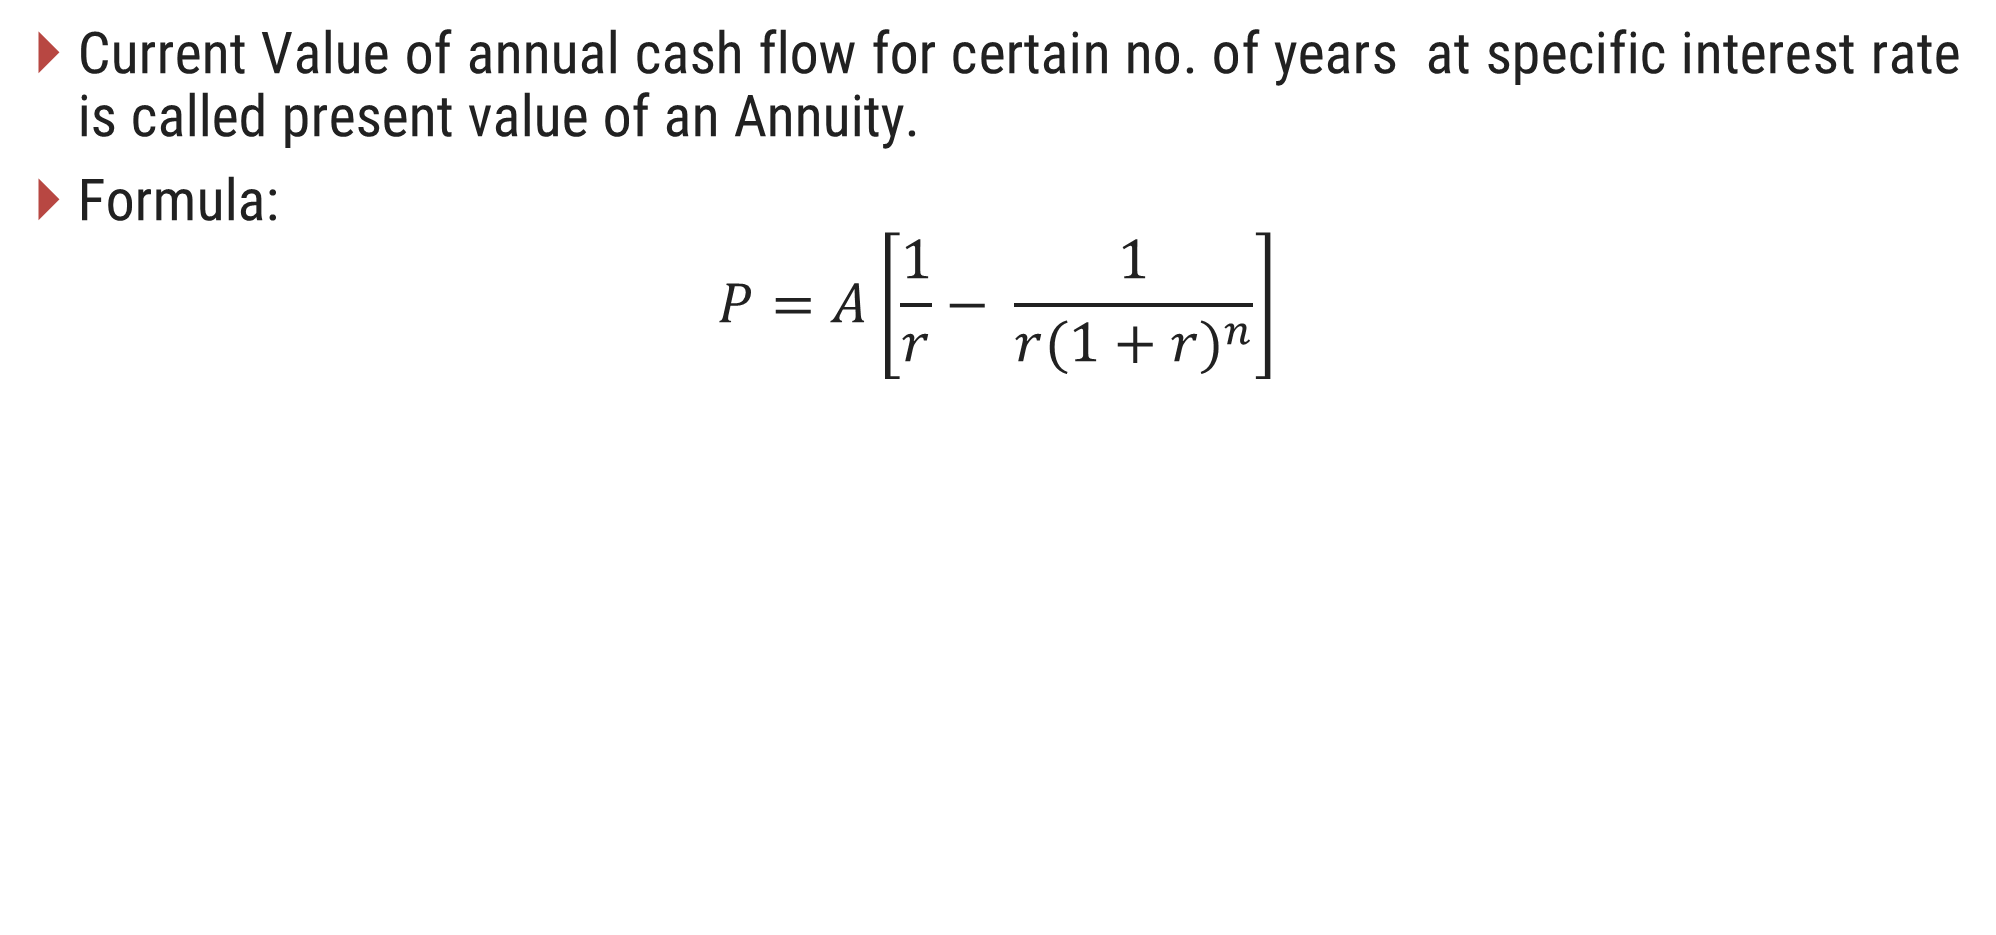 Current Value of annual cash flow for certain no. of years  at specific interest rate
is called present value of an Annuity.
Formula:
P = A [1/r − 1/r(1 + r)ⁿ]